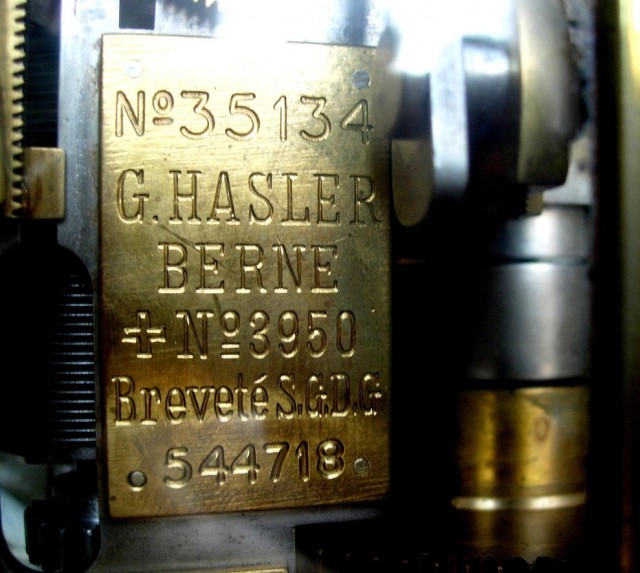 Nº35134
G.HASLER
BERNE
✚Nº3950
Breveté S.G.D.G
544718